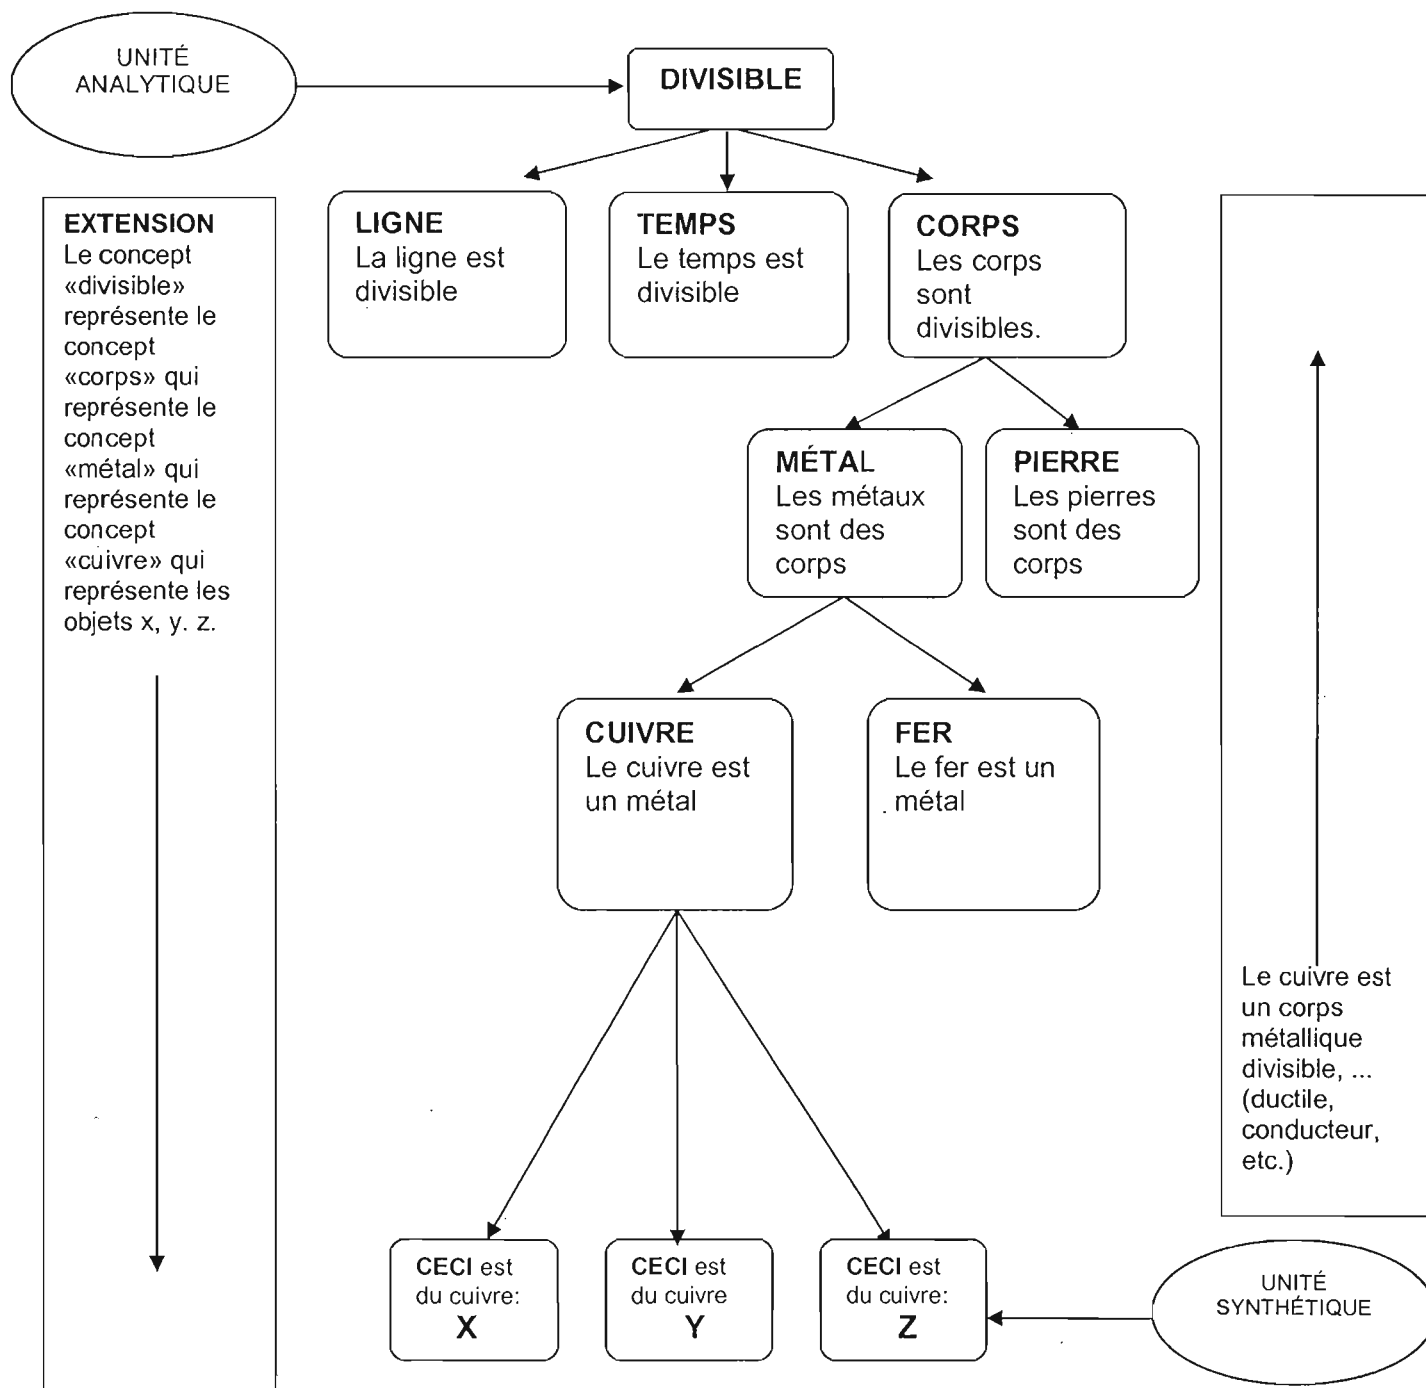 UNITÉ
ANALYTIQUE
DIVISIBLE
EXTENSION
Le concept
«divisible»
représente le
concept
«corps» qui
représente le
concept
«métal» qui
représente le
concept
«cuivre» qui
représente les
objets x, y. z.
LIGNE
La ligne est
divisible
TEMPS
Le temps est
divisible
CORPS
Les corps
sont
divisibles.
MÉTAL
Les métaux
sont des
corps
PIERRE
Les pierres
sont des
corps
CUIVRE
Le cuivre est
un métal
FER
Le fer est un
métal
Le cuivre est
un corps
métallique
divisible, ...
(ductile,
conducteur,
etc.)
CECI est
du cuivre:
X
CECI est
du cuivre
Y
CECI est
du cuivre:
Z
UNITÉ
SYNTHÉTIQUE